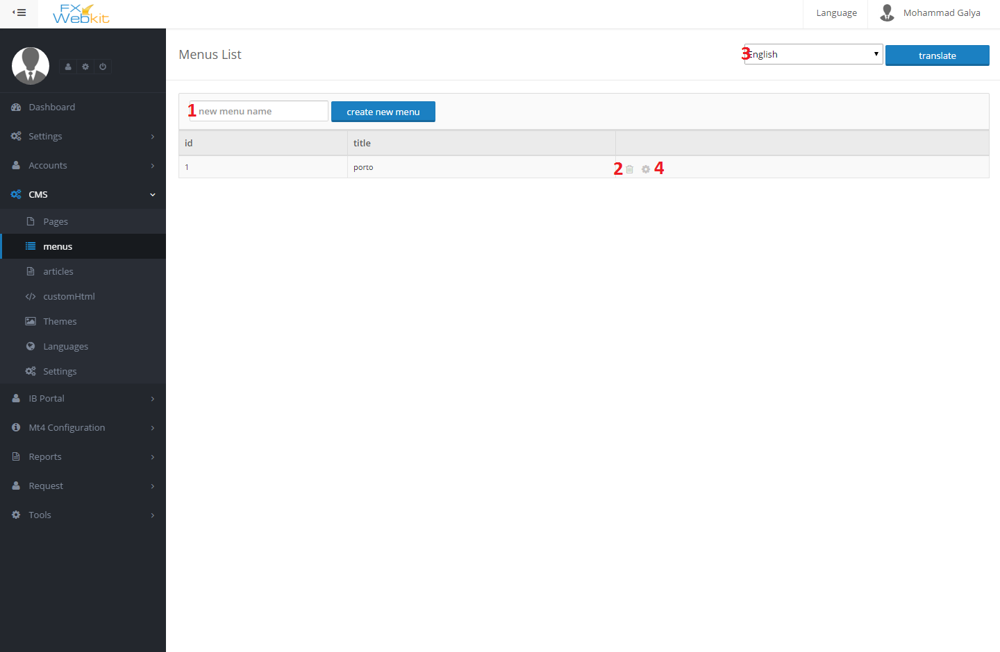 FX
Webkit
Language
Mohammad Galya
Menus List
3 English
translate
1 new menu name
create new menu
id title
1 porto 2 4
Dashboard
Settings
Accounts
CMS
Pages
menus
articles
customHtml
Themes
Languages
Settings
IB Portal
Mt4 Configuration
Reports
Request
Tools